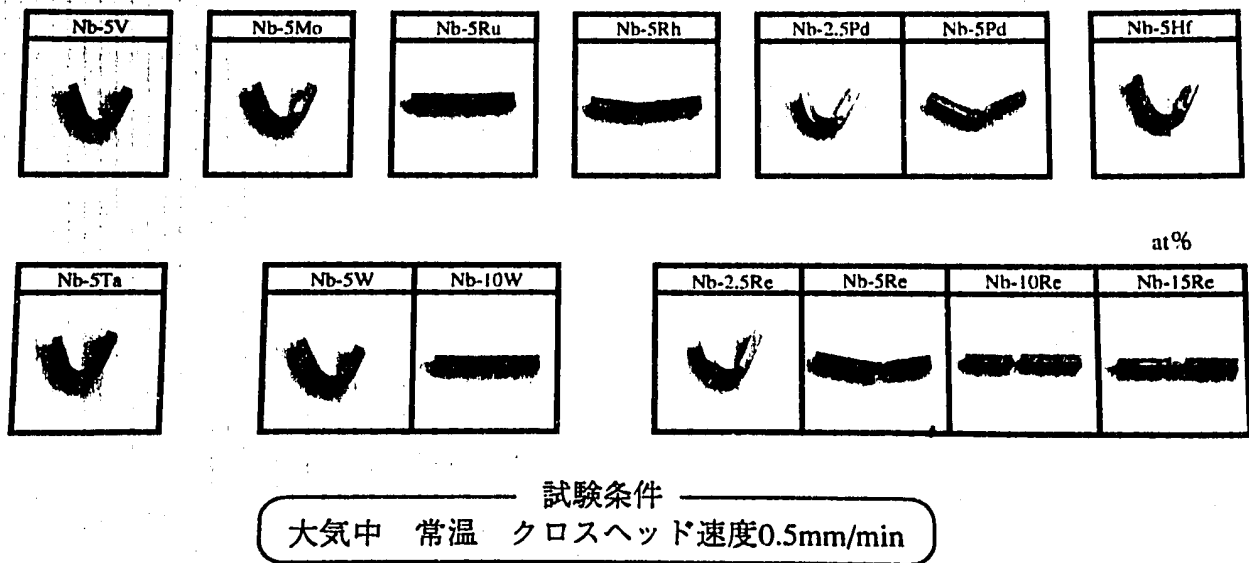 Nb-5V
Nb-5Mo
Nb-5Ru
Nb-5Rh
Nb-2.5Pd
Nb-5Pd
Nb-5Hf
at%
Nb-5Ta
Nb-5W
Nb-10W
Nb-2.5Re
Nb-5Re
Nb-10Re
Nb-15Re
試験条件
大気中 常温 クロスヘッド速度0.5mm/min